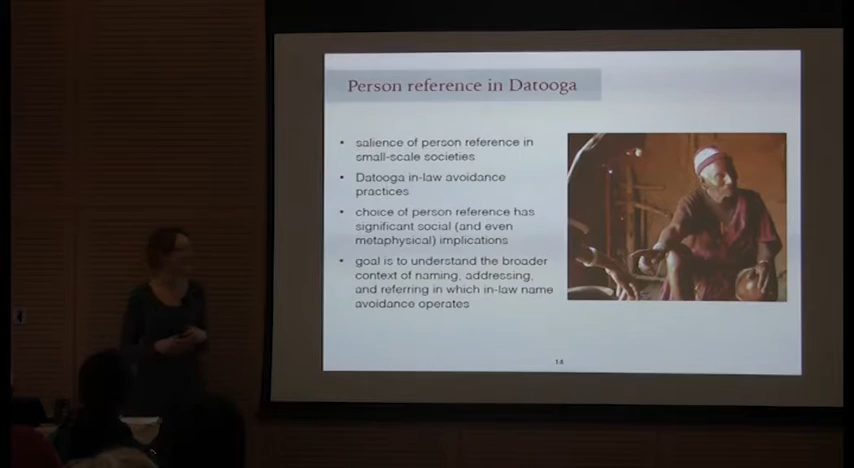 Person reference in Datooga
• salience of person reference in
small-scale societies
• Datooga in-law avoidance
practices
• choice of person reference has
significant social (and even
metaphysical) implications
• goal is to understand the broader
context of naming, addressing,
and referring in which in-law name
avoidance operates